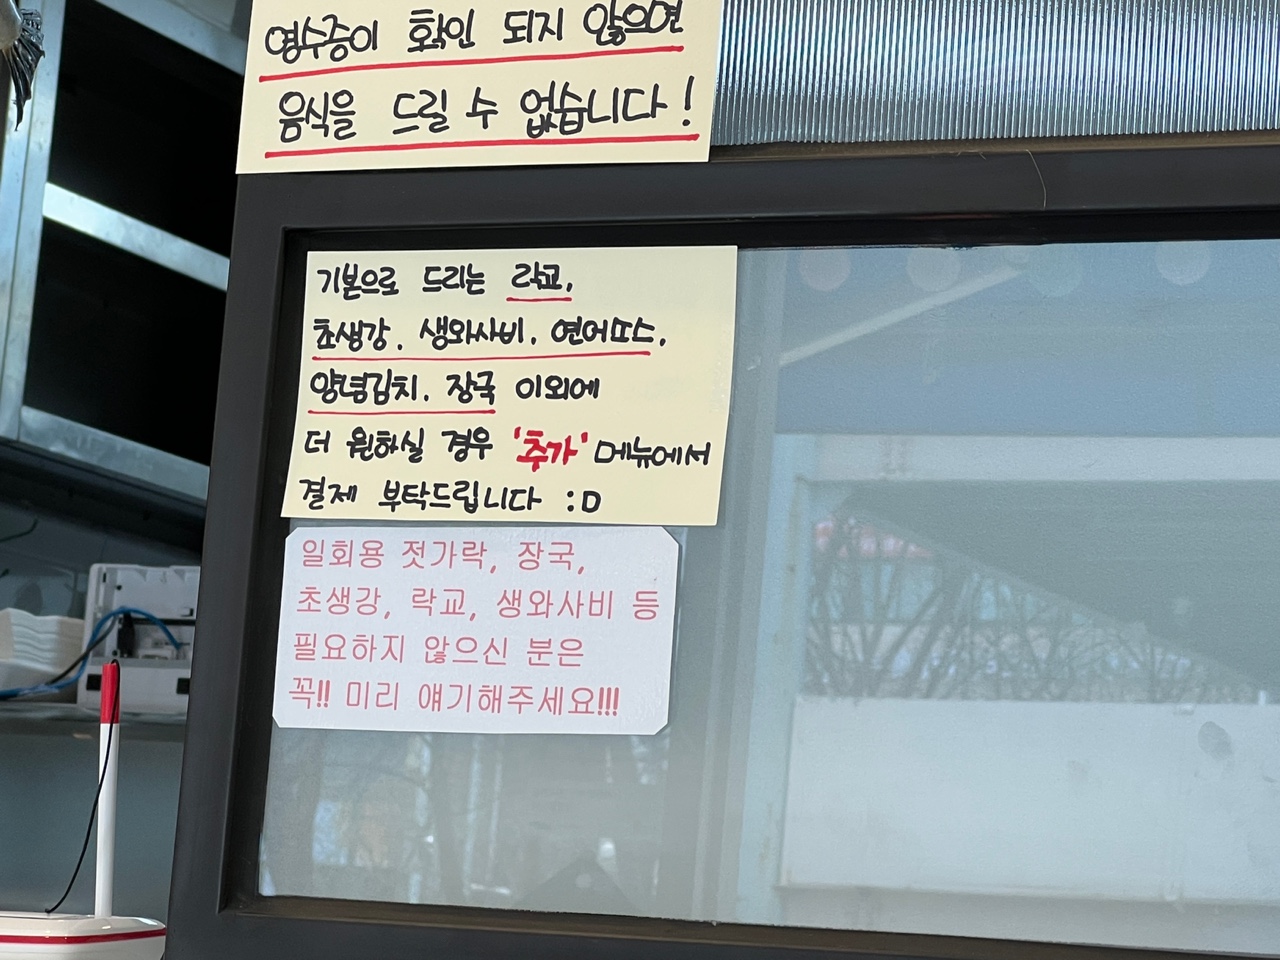 영수증이 확인 되지 않으면
음식을 드릴 수 없습니다!
기본으로 드리는 락교,
초생강. 생와사비. 연어소스,
양념김치. 장국 이외에
더 원하실 경우 '추가' 메뉴에서
결제 부탁드립니다 :D
일회용 젓가락, 장국,
초생강, 락교, 생와사비 등
필요하지 않으신 분은
꼭!! 미리 얘기해주세요!!!